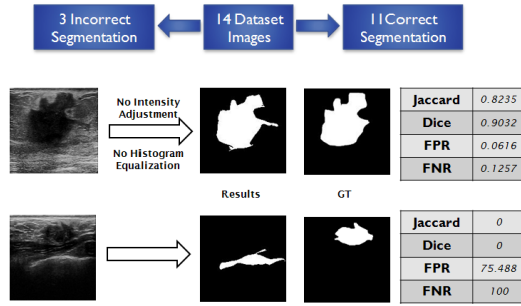 3 Incorrect
Segmentation
14 Dataset
Images
11Correct
Segmentation
No Intensity
Adjustment
No Histogram
Equalization
Results
GT
Jaccard 0.8235
Dice 0.9032
FPR 0.0616
FNR 0.1257
Jaccard 0
Dice 0
FPR 75.488
FNR 100